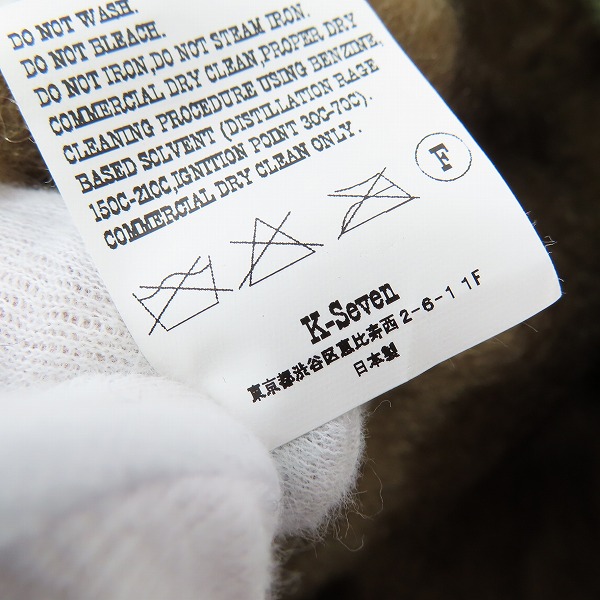 DO NOT WASH.
DO NOT BLEACH.
DO NOT IRON,DO NOT STEAM IRON.
COMMERCIAL DRY CLEAN,PROPER DRY
CLEANING PROCEDURE USING BENZINE,
BASED SOLVENT (DISTILLATION RAGE
150C-210C,IGNITION POINT 30C-70C).
COMMERCIAL DRY CLEAN ONLY.
F
K-Seven
東京都渋谷区恵比寿西2-6-1 1F
日本製